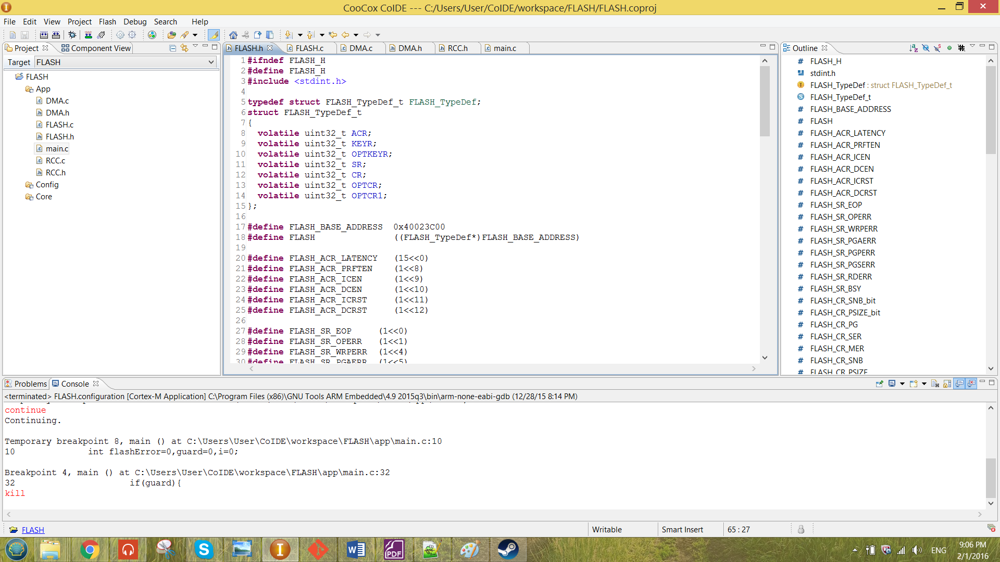 CooCox CoIDE --- C:/Users/User/CoIDE/workspace/FLASH/FLASH.coproj
File Edit View Project Flash Debug Search Help
Project Component View
Target FLASH
FLASH
App
DMA.c
DMA.h
FLASH.c
FLASH.h
main.c
RCC.c
RCC.h
Config
Core
FLASH.h FLASH.c DMA.c DMA.h RCC.h main.c
1 #ifndef FLASH_H
2 #define FLASH_H
3 #include <stdint.h>
4
5 typedef struct FLASH_TypeDef_t FLASH_TypeDef;
6 struct FLASH_TypeDef_t
7 {
8 volatile uint32_t ACR;
9 volatile uint32_t KEYR;
10 volatile uint32_t OPTKEYR;
11 volatile uint32_t SR;
12 volatile uint32_t CR;
13 volatile uint32_t OPTCR;
14 volatile uint32_t OPTCR1;
15 };
16
17 #define FLASH_BASE_ADDRESS 0x40023C00
18 #define FLASH ((FLASH_TypeDef*)FLASH_BASE_ADDRESS)
19
20 #define FLASH_ACR_LATENCY (15<<0)
21 #define FLASH_ACR_PRFTEN (1<<8)
22 #define FLASH_ACR_ICEN (1<<9)
23 #define FLASH_ACR_DCEN (1<<10)
24 #define FLASH_ACR_ICRST (1<<11)
25 #define FLASH_ACR_DCRST (1<<12)
26
27 #define FLASH_SR_EOP (1<<0)
28 #define FLASH_SR_OPERR (1<<1)
29 #define FLASH_SR_WRPERR (1<<4)
30 #define FLASH_SR_PGAERR (1<<5)
Outline
FLASH_H
stdint.h
FLASH_TypeDef : struct FLASH_TypeDef_t
FLASH_TypeDef_t
FLASH_BASE_ADDRESS
FLASH
FLASH_ACR_LATENCY
FLASH_ACR_PRFTEN
FLASH_ACR_ICEN
FLASH_ACR_DCEN
FLASH_ACR_ICRST
FLASH_ACR_DCRST
FLASH_SR_EOP
FLASH_SR_OPERR
FLASH_SR_WRPERR
FLASH_SR_PGAERR
FLASH_SR_PGPERR
FLASH_SR_PGSERR
FLASH_SR_RDERR
FLASH_SR_BSY
FLASH_CR_SNB_bit
FLASH_CR_PSIZE_bit
FLASH_CR_PG
FLASH_CR_SER
FLASH_CR_MER
FLASH_CR_SNB
FLASH_CR_PSIZE
Problems Console
<terminated> FLASH.configuration [Cortex-M Application] C:\Program Files (x86)\GNU Tools ARM Embedded\4.9 2015q3\bin\arm-none-eabi-gdb (12/28/15 8:14 PM)
continue
Continuing.
Temporary breakpoint 8, main () at C:\Users\User\CoIDE\workspace\FLASH\app\main.c:10
10 int flashError=0,guard=0,i=0;
Breakpoint 4, main () at C:\Users\User\CoIDE\workspace\FLASH\app\main.c:32
32 if(guard){
kill
FLASH
Writable Smart Insert 65 : 27
ENG
9:06 PM
2/1/2016